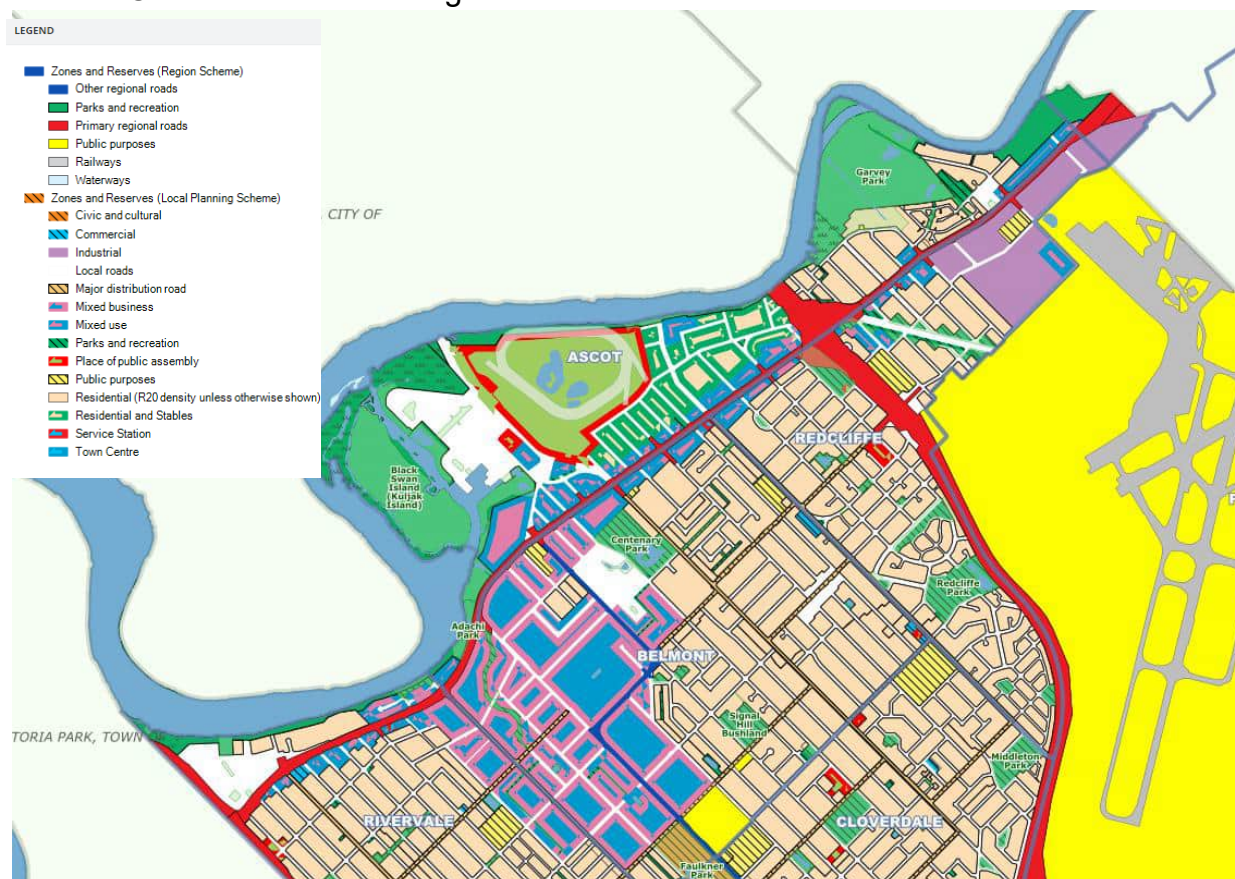 LEGEND
Zones and Reserves (Region Scheme)
Other regional roads
Parks and recreation
Primary regional roads
Public purposes
Railways
Waterways
Zones and Reserves (Local Planning Scheme)
Civic and cultural
Commercial
Industrial
Local roads
Major distribution road
Mixed business
Mixed use
Parks and recreation
Place of public assembly
Public purposes
Residential (R20 density unless otherwise shown)
Residential and Stables
Service Station
Town Centre
CITY OF
Garvey
Park
ASCOT
REDCLIFFE
Black
Swan
Island
(Kuljak
Island)
Centenary
Park
Redcliffe
Park
Adachi
Park
BELMONT
Signal
Hill
Bushland
TORIA PARK, TOWN OF
Middleton
Park
RIVERVALE
CLOVERDALE
Faulkner
Park